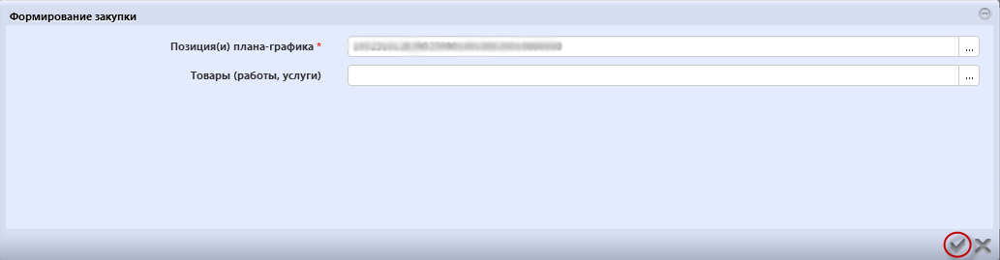 Формирование закупки
Позиция(и) плана-графика *
...
Товары (работы, услуги)
...